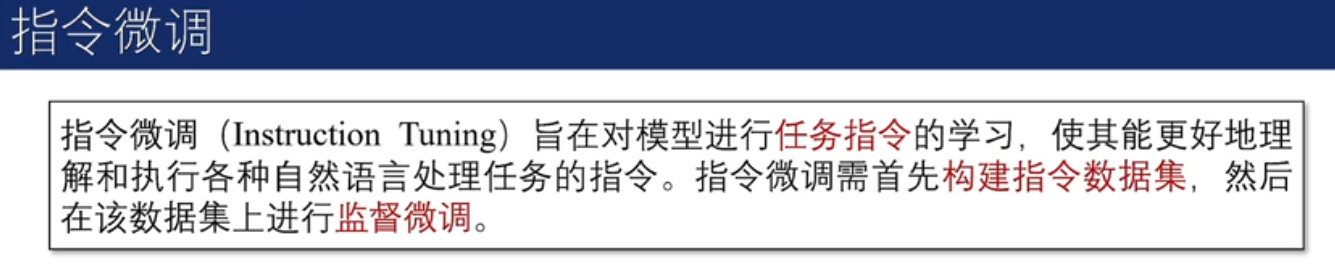 指令微调
指令微调（Instruction Tuning）旨在对模型进行任务指令的学习，使其能更好地理
解和执行各种自然语言处理任务的指令。指令微调需首先构建指令数据集，然后
在该数据集上进行监督微调。